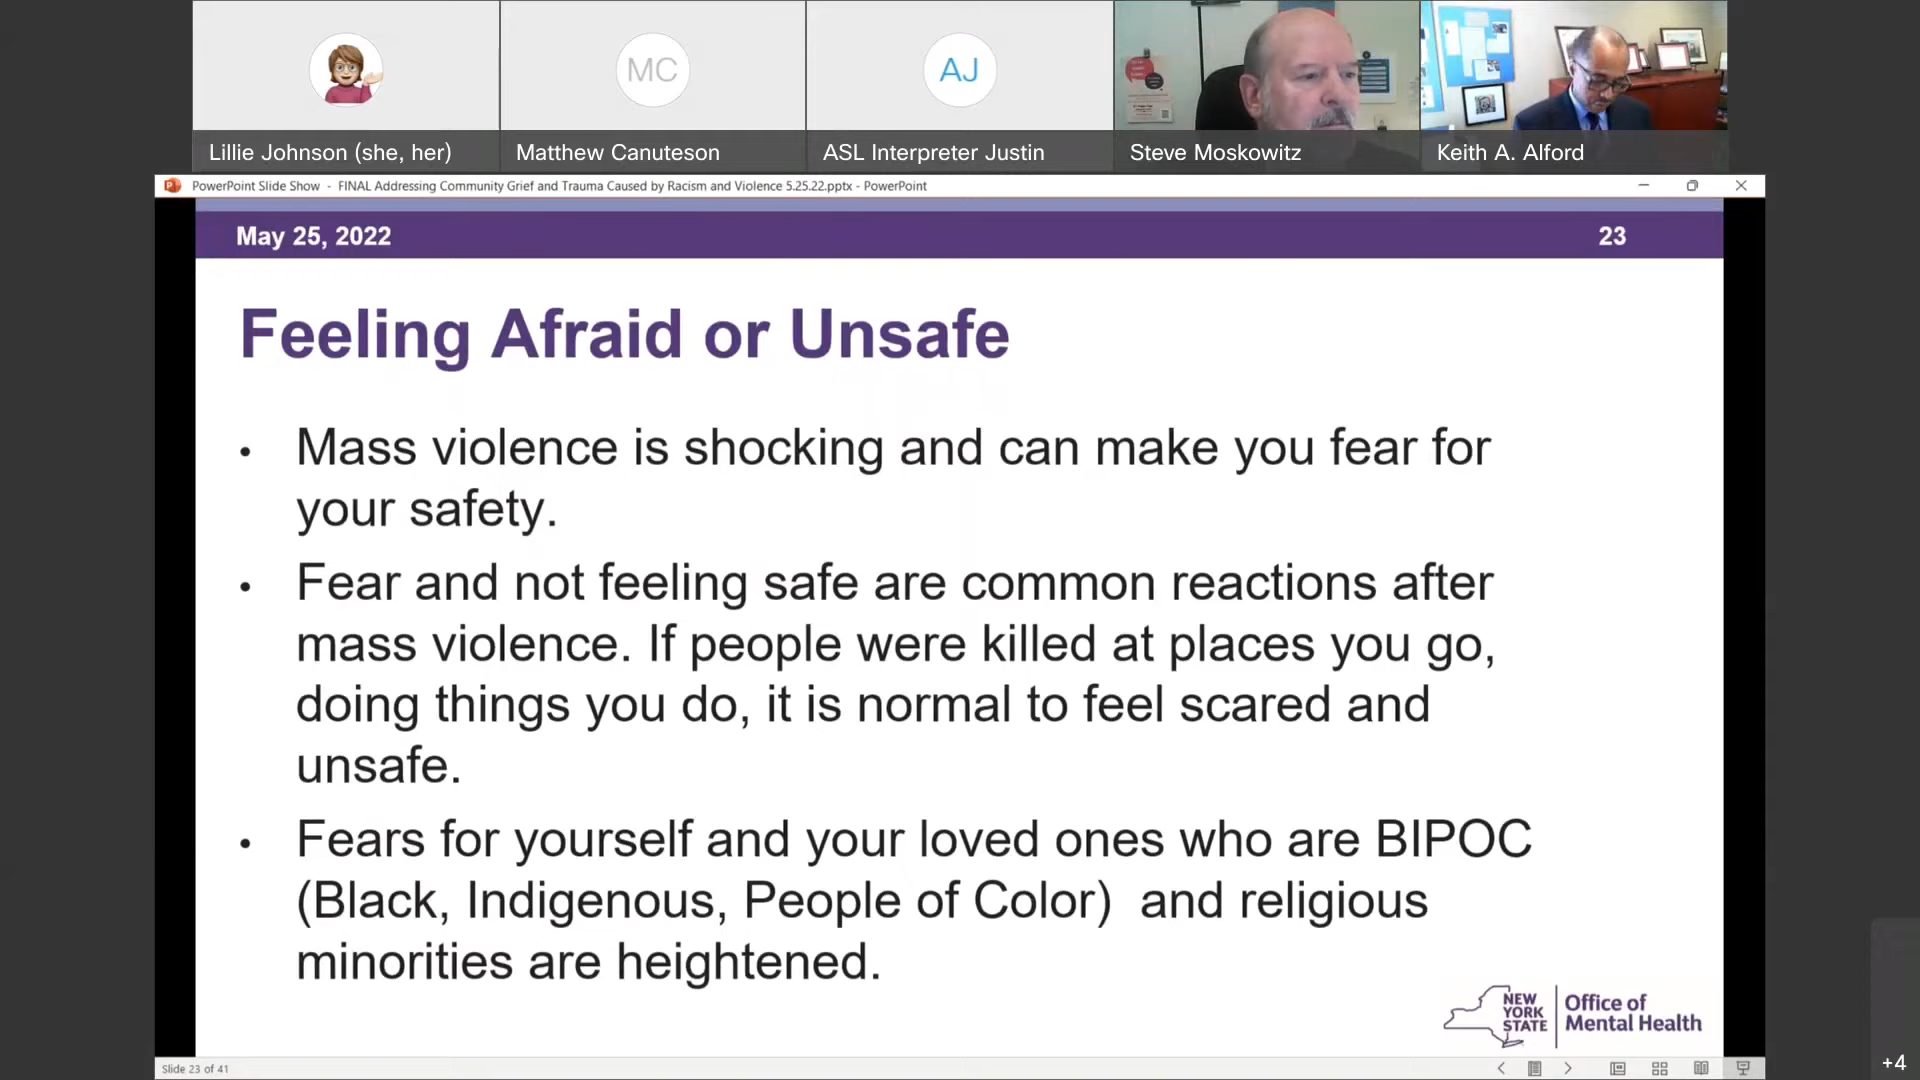 MC
AJ
Lillie Johnson (she, her)
Matthew Canuteson
ASL Interpreter Justin
Steve Moskowitz
Keith A. Alford
PowerPoint Slide Show - FINAL Addressing Community Grief and Trauma Caused by Racism and Violence 5.25.22.pptx - PowerPoint
May 25, 2022
23
Feeling Afraid or Unsafe
• Mass violence is shocking and can make you fear for
your safety.
• Fear and not feeling safe are common reactions after
mass violence. If people were killed at places you go,
doing things you do, it is normal to feel scared and
unsafe.
• Fears for yourself and your loved ones who are BIPOC
(Black, Indigenous, People of Color) and religious
minorities are heightened.
NEW
YORK
STATE
Office of
Mental Health
Slide 23 of 41
+4